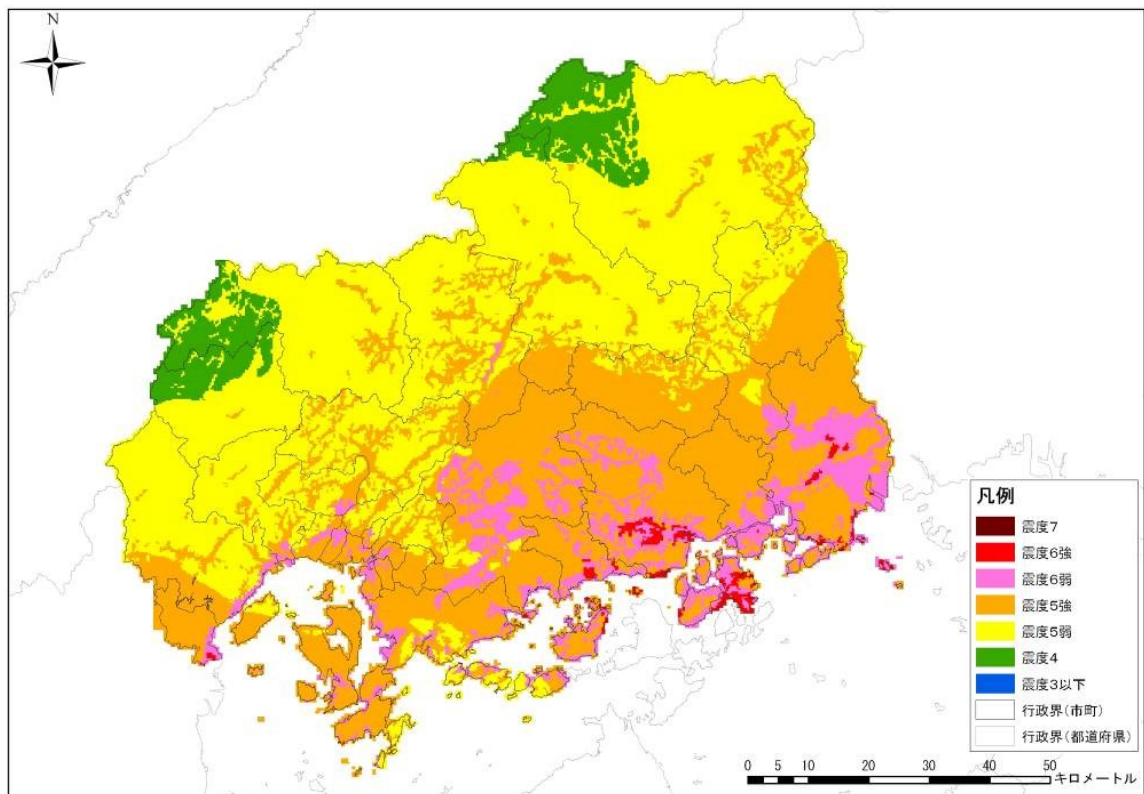 N
凡例
震度7
震度6強
震度6弱
震度5強
震度5弱
震度4
震度3以下
行政界(市町)
行政界(都道府県)
0 5 10 20 30 40 50
キロメートル